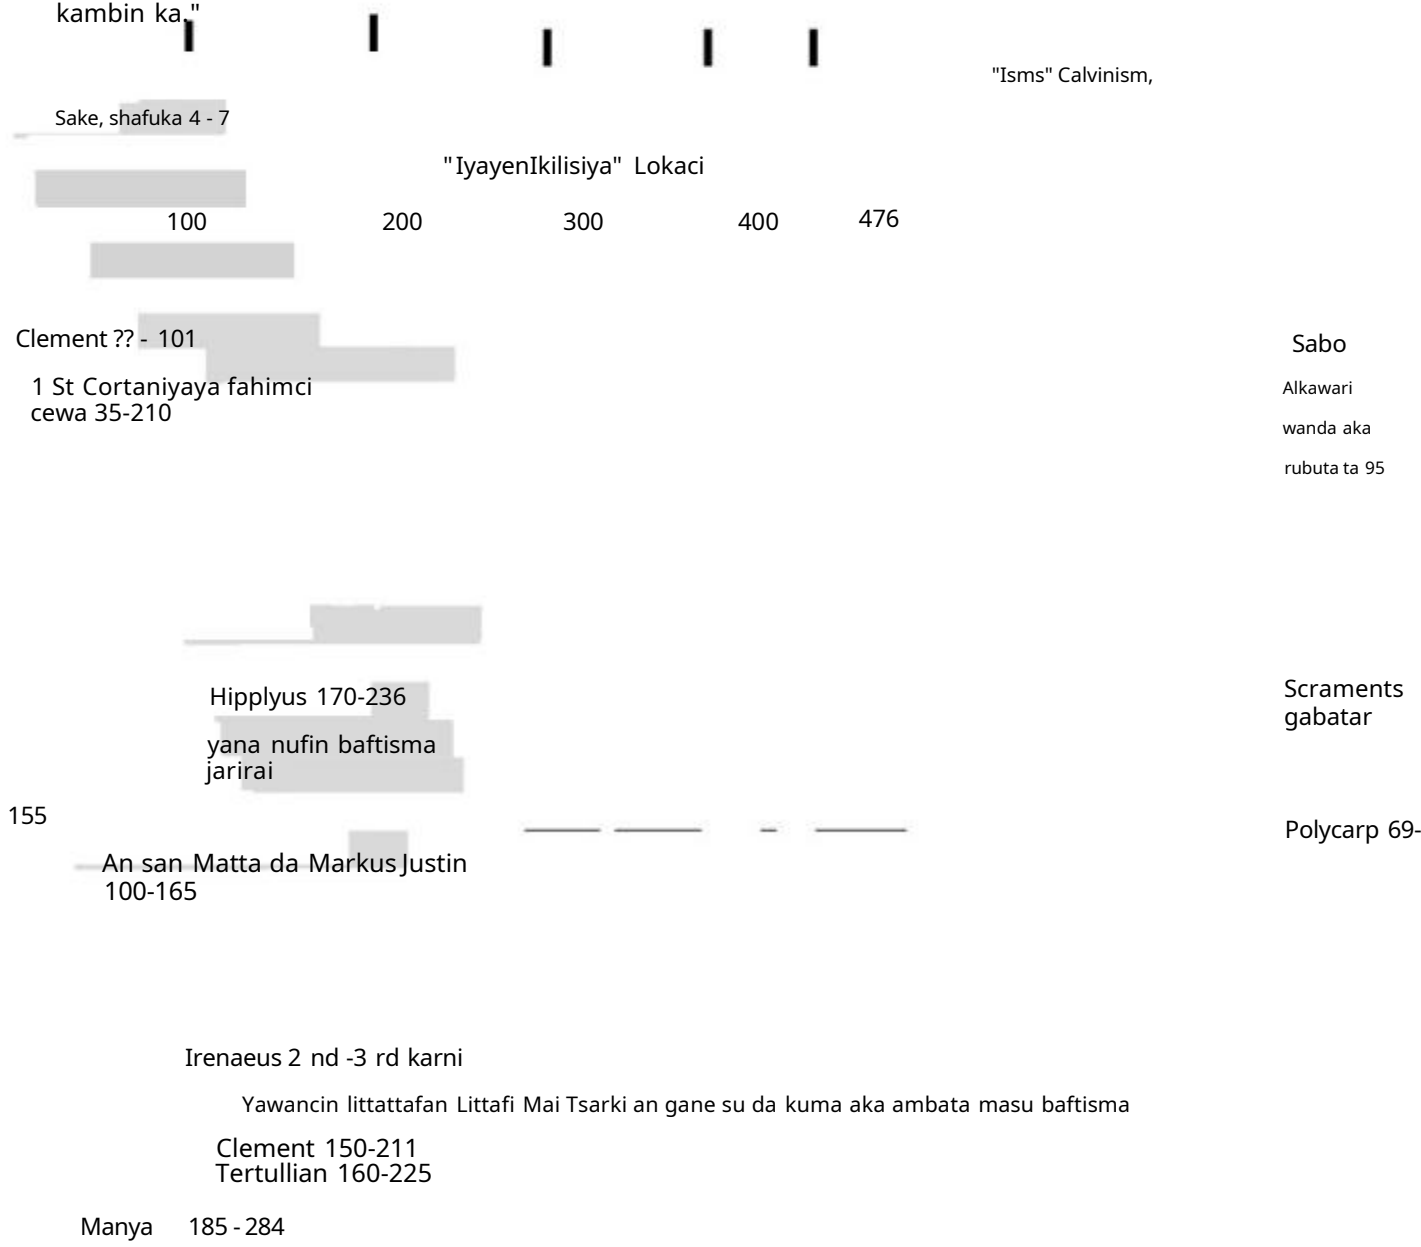 kambin ka."
"Isms" Calvinism,
Sake, shafuka 4 - 7
"IyayenIkilisiya" Lokaci
100 200 300 400 476
Clement ?? - 101
Sabo
1 St Cortaniyaya fahimci
cewa 35-210
Alkawari
wanda aka
rubuta ta 95
Hipplyus 170-236
Scraments
gabatar
yana nufin baftisma
jarirai
155
Polycarp 69-
An san Matta da Markus Justin
100-165
Irenaeus 2 nd -3 rd karni
Yawancin littattafan Littafi Mai Tsarki an gane su da kuma aka ambata masu baftisma
Clement 150-211
Tertullian 160-225
Manya 185 - 284